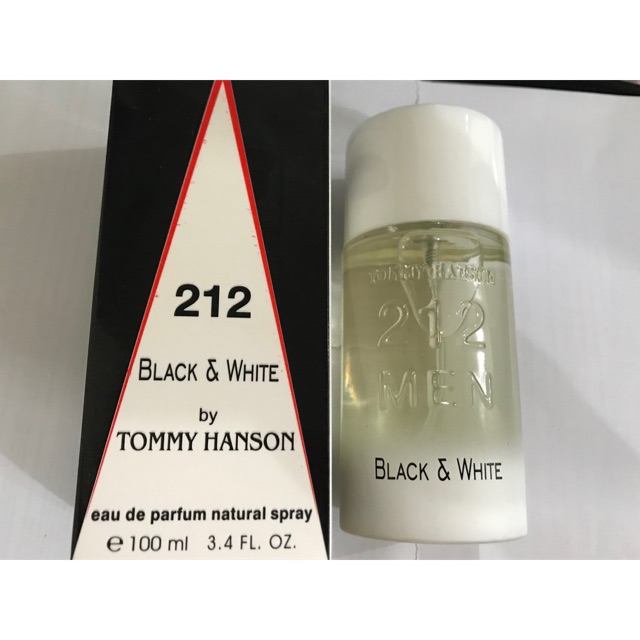 212
BLACK & WHITE
by
TOMMY HANSON
eau de parfum natural spray
e 100 ml 3.4 FL. OZ.
TOMMY HANSON
212
MEN
BLACK & WHITE